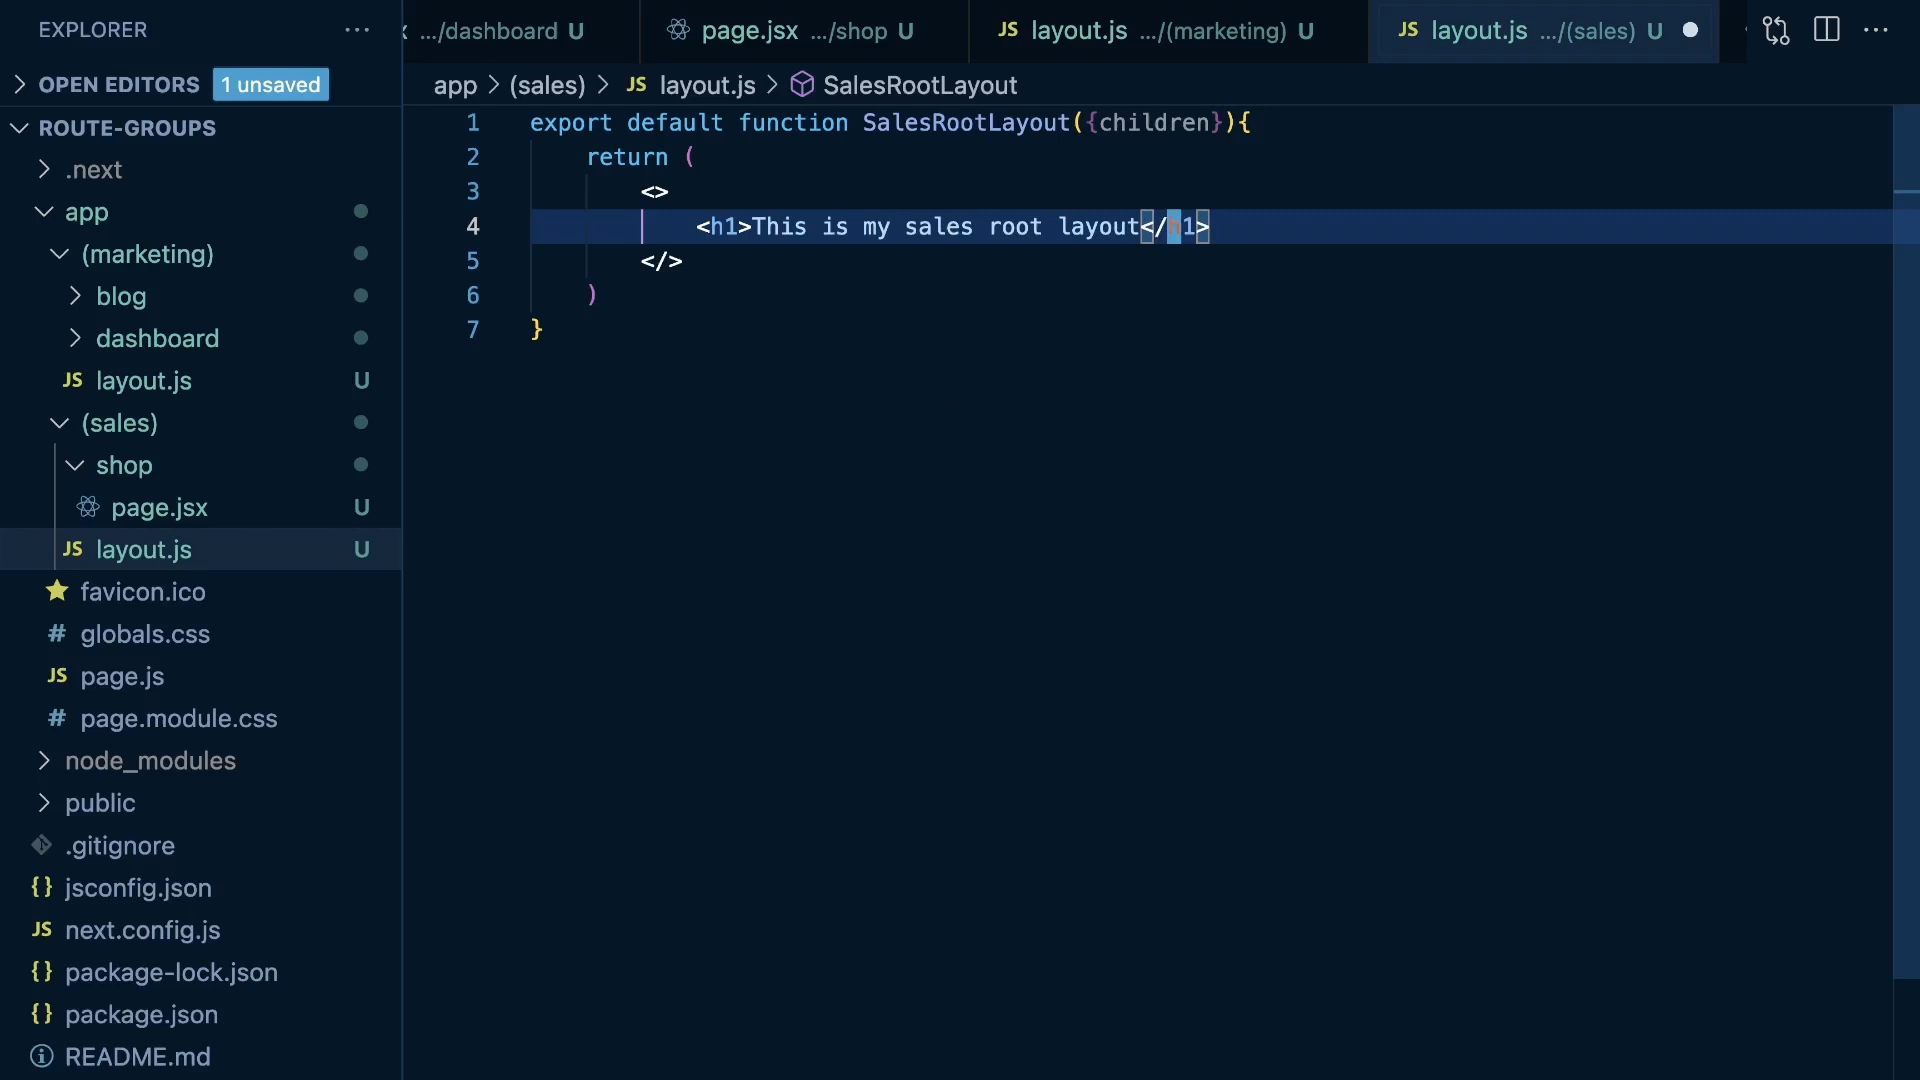 EXPLORER
OPEN EDITORS 1 unsaved
ROUTE-GROUPS
.next
app
(marketing)
blog
dashboard
JS layout.js U
(sales)
shop
page.jsx U
JS layout.js U
favicon.ico
# globals.css
JS page.js
# page.module.css
node_modules
public
.gitignore
{} jsconfig.json
JS next.config.js
{} package-lock.json
{} package.json
README.md
.../dashboard U
page.jsx .../shop U
JS layout.js .../(marketing) U
JS layout.js .../(sales) U
app > (sales) > JS layout.js > SalesRootLayout
1 export default function SalesRootLayout({children}){
2 return (
3 <>
4 <h1>This is my sales root layout</h1>
5 </>
6 )
7 }